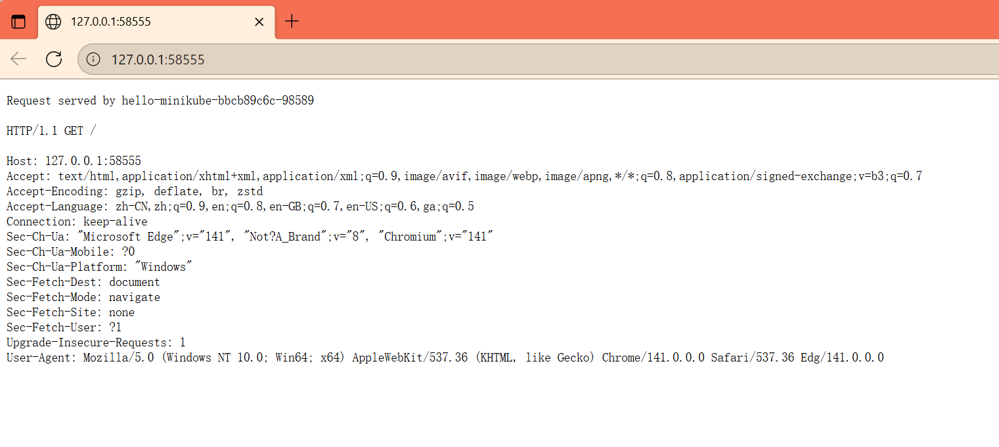 127.0.0.1:58555
127.0.0.1:58555
Request served by hello-minikube-bbcb89c6c-98589
HTTP/1.1 GET /
Host: 127.0.0.1:58555
Accept: text/html,application/xhtml+xml,application/xml;q=0.9,image/avif,image/webp,image/apng,*/*;q=0.8,application/signed-exchange;v=b3;q=0.7
Accept-Encoding: gzip, deflate, br, zstd
Accept-Language: zh-CN,zh;q=0.9,en;q=0.8,en-GB;q=0.7,en-US;q=0.6,ga;q=0.5
Connection: keep-alive
Sec-Ch-Ua: "Microsoft Edge";v="141", "Not?A_Brand";v="8", "Chromium";v="141"
Sec-Ch-Ua-Mobile: ?0
Sec-Ch-Ua-Platform: "Windows"
Sec-Fetch-Dest: document
Sec-Fetch-Mode: navigate
Sec-Fetch-Site: none
Sec-Fetch-User: ?1
Upgrade-Insecure-Requests: 1
User-Agent: Mozilla/5.0 (Windows NT 10.0; Win64; x64) AppleWebKit/537.36 (KHTML, like Gecko) Chrome/141.0.0.0 Safari/537.36 Edg/141.0.0.0